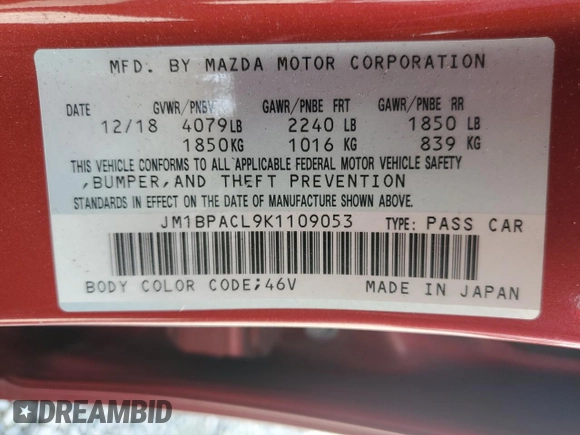 MFD. BY MAZDA MOTOR CORPORATION
DATE GVWR/PNBV GAWR/PNBE FRT GAWR/PNBE RR
12/18 4079LB 2240 LB 1850 LB
1850KG 1016 KG 839 KG
THIS VEHICLE CONFORMS TO ALL APPLICABLE FEDERAL MOTOR VEHICLE SAFETY
,BUMPER,AND THEFT PREVENTION
STANDARDS IN EFFECT ON THE DATE OF MANUFACTURE SHOWN ABOVE.
JM1BPACL9K1109053 TYPE: PASS CAR
BODY COLOR CODE;46V MADE IN JAPAN
DREAMBID